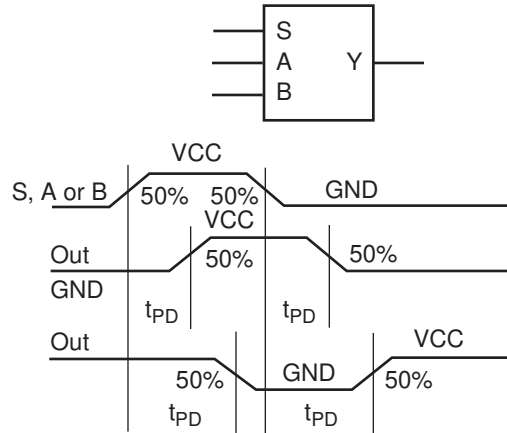 S
A Y
B
VCC
S, A or B 50% 50% GND
VCC
Out 50% 50%
GND
tPD tPD
Out VCC
50% GND 50%
tPD tPD